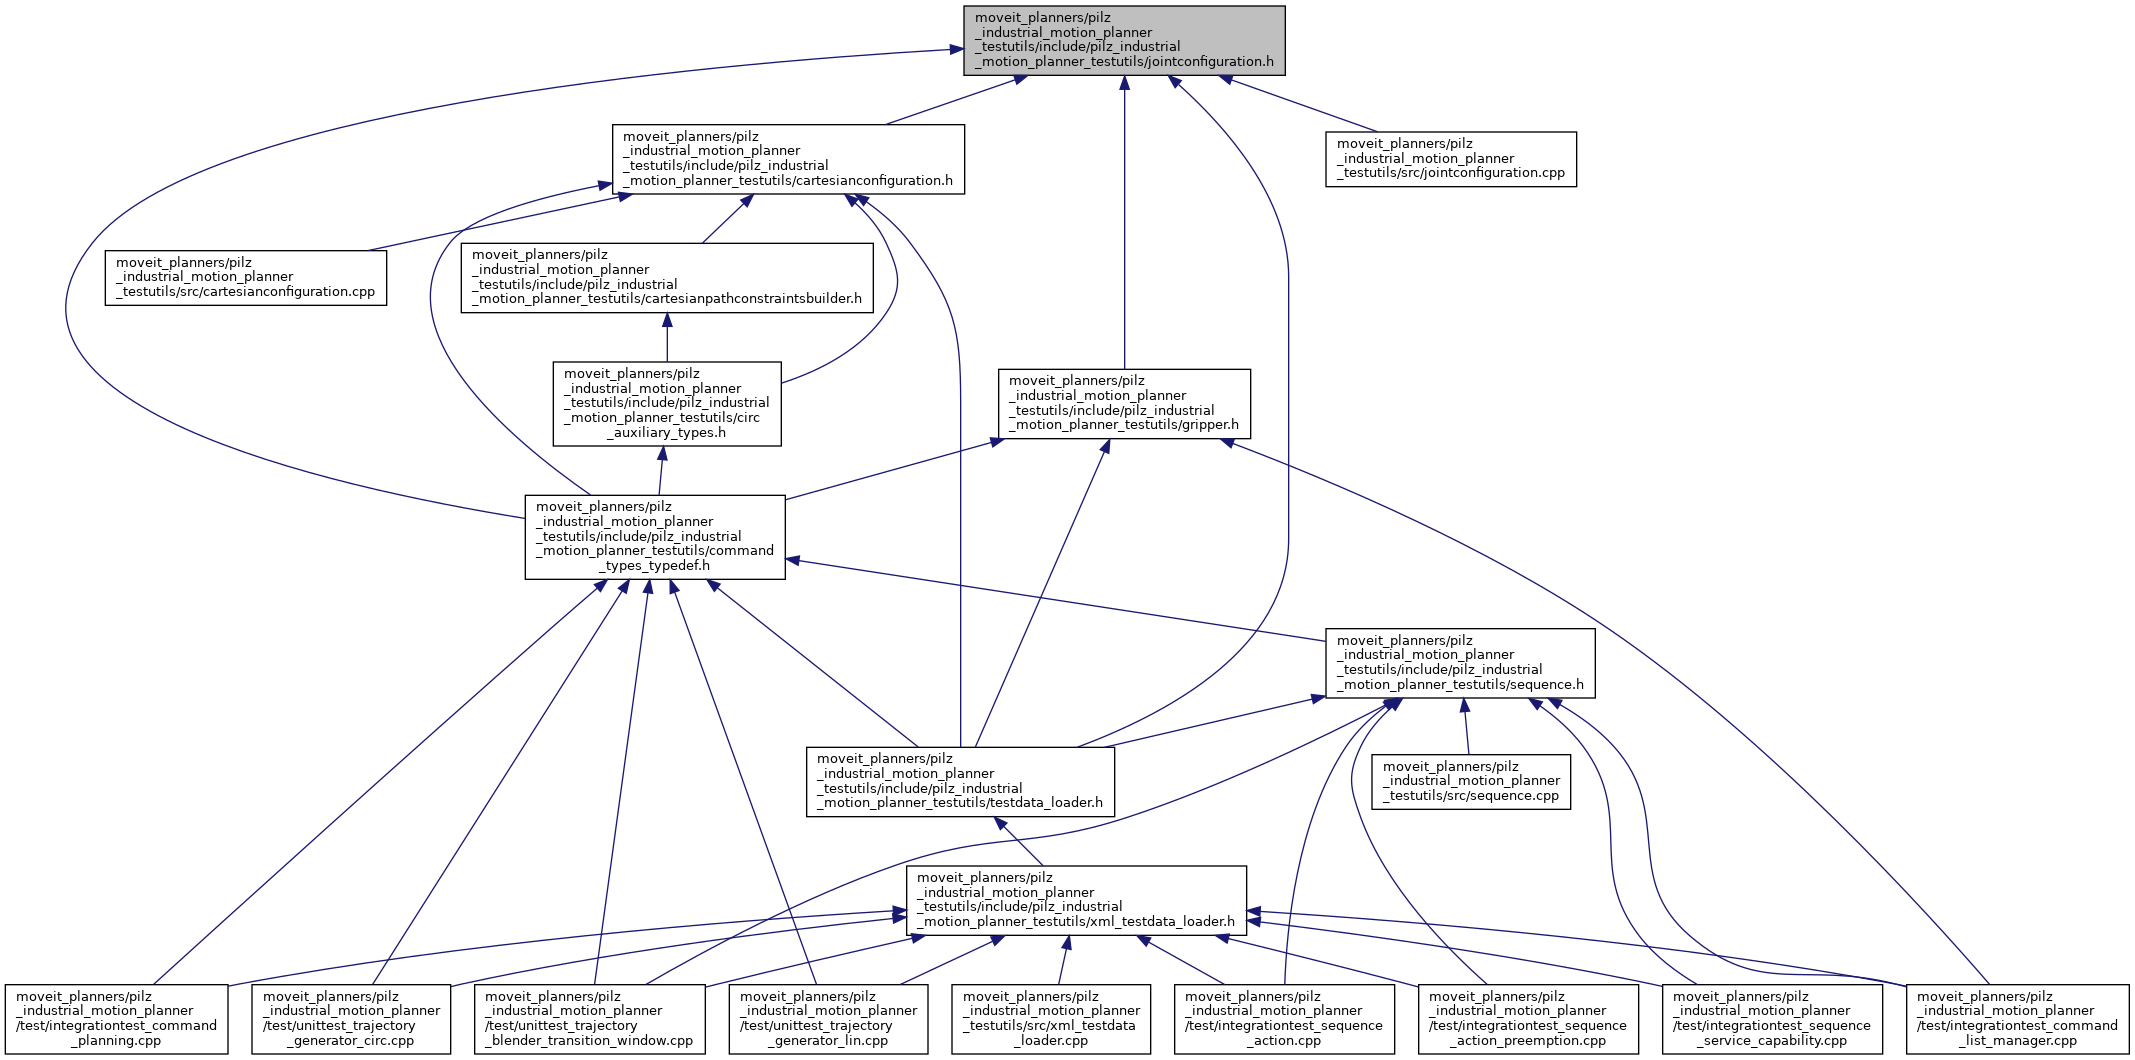 moveit_planners/pilz
_industrial_motion_planner
_testutils/include/pilz_industrial
_motion_planner_testutils/jointconfiguration.h
moveit_planners/pilz
_industrial_motion_planner
_testutils/include/pilz_industrial
_motion_planner_testutils/cartesianconfiguration.h
moveit_planners/pilz
_industrial_motion_planner
_testutils/src/jointconfiguration.cpp
moveit_planners/pilz
_industrial_motion_planner
_testutils/src/cartesianconfiguration.cpp
moveit_planners/pilz
_industrial_motion_planner
_testutils/include/pilz_industrial
_motion_planner_testutils/cartesianpathconstraintsbuilder.h
moveit_planners/pilz
_industrial_motion_planner
_testutils/include/pilz_industrial
_motion_planner_testutils/circ
_auxiliary_types.h
moveit_planners/pilz
_industrial_motion_planner
_testutils/include/pilz_industrial
_motion_planner_testutils/gripper.h
moveit_planners/pilz
_industrial_motion_planner
_testutils/include/pilz_industrial
_motion_planner_testutils/command
_types_typedef.h
moveit_planners/pilz
_industrial_motion_planner
_testutils/include/pilz_industrial
_motion_planner_testutils/sequence.h
moveit_planners/pilz
_industrial_motion_planner
_testutils/include/pilz_industrial
_motion_planner_testutils/testdata_loader.h
moveit_planners/pilz
_industrial_motion_planner
_testutils/src/sequence.cpp
moveit_planners/pilz
_industrial_motion_planner
_testutils/include/pilz_industrial
_motion_planner_testutils/xml_testdata_loader.h
moveit_planners/pilz
_industrial_motion_planner
/test/integrationtest_command
_planning.cpp
moveit_planners/pilz
_industrial_motion_planner
/test/unittest_trajectory
_generator_circ.cpp
moveit_planners/pilz
_industrial_motion_planner
/test/unittest_trajectory
_blender_transition_window.cpp
moveit_planners/pilz
_industrial_motion_planner
/test/unittest_trajectory
_generator_lin.cpp
moveit_planners/pilz
_industrial_motion_planner
_testutils/src/xml_testdata
_loader.cpp
moveit_planners/pilz
_industrial_motion_planner
/test/integrationtest_sequence
_action.cpp
moveit_planners/pilz
_industrial_motion_planner
/test/integrationtest_sequence
_action_preemption.cpp
moveit_planners/pilz
_industrial_motion_planner
/test/integrationtest_sequence
_service_capability.cpp
moveit_planners/pilz
_industrial_motion_planner
/test/integrationtest_command
_list_manager.cpp